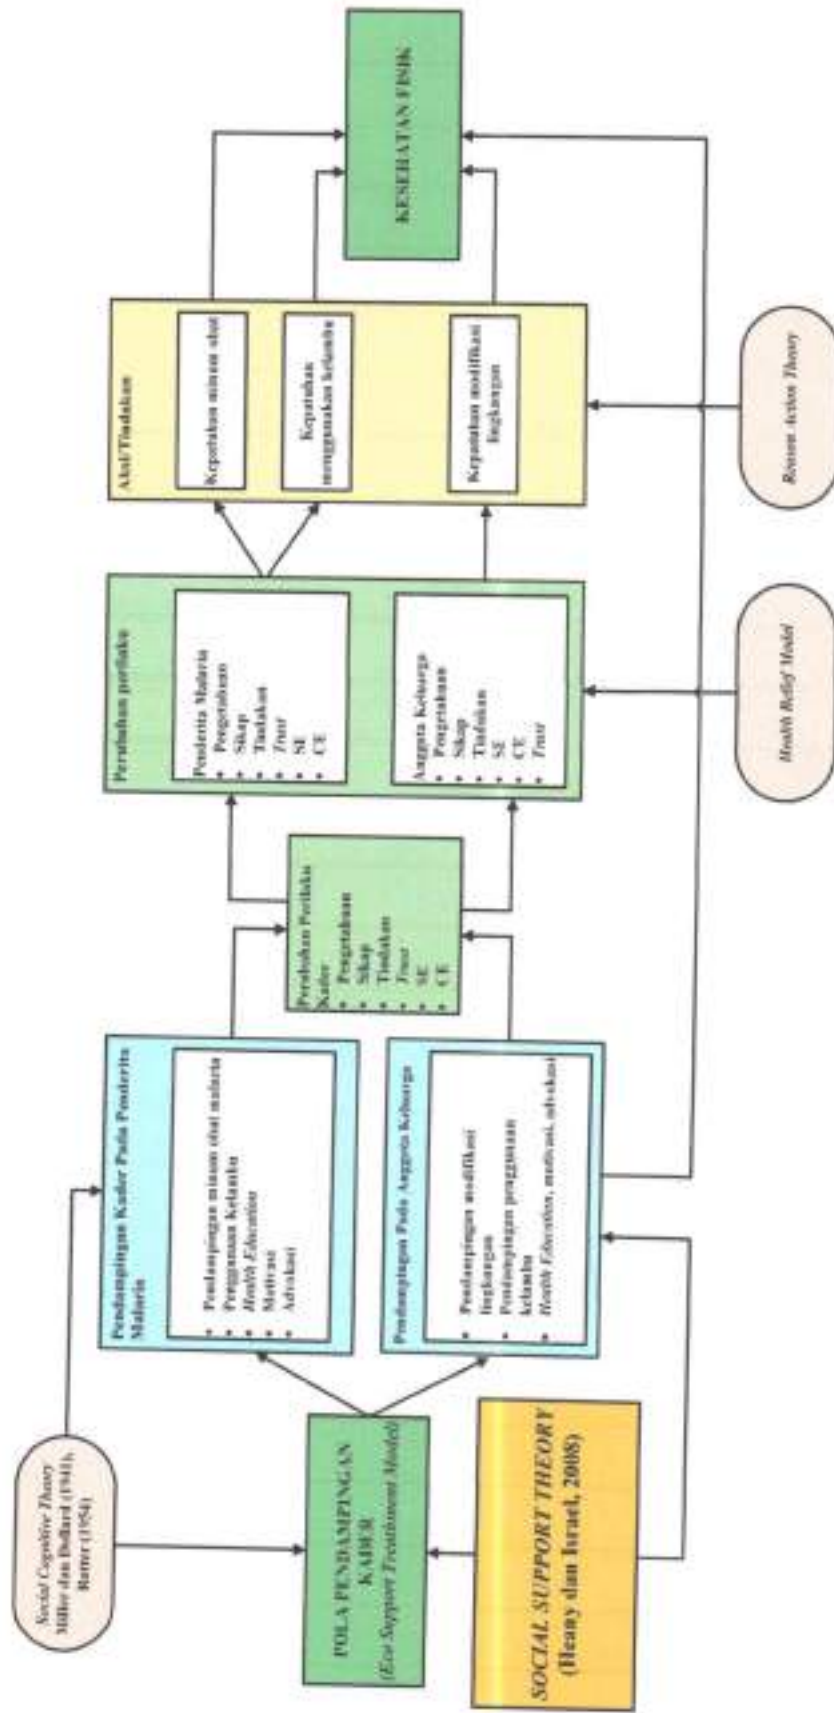 Social Cognitive Theory
Miller dan Dollard (1941),
Rotter (1954)
POLA PENDAMPINGAN
KADER
(Eco Support Treathment Model)
SOCIAL SUPPORT THEORY
(Heany dan Israel, 2008)
Pendampingan Kader Pada Penderita
Malaria
• Pendampingan minum obat malaria
• Penggunaan Kelambu
• Health Education
• Motivasi
• Advokasi
Pendampingan Pada Anggota Keluarga
• Pendampingan modifikasi
lingkungan
• Pendampingan penggunaan
kelambu
• Health Education, motivasi, advokasi
Perubahan Perilaku
Kader
• Pengetahuan
• Sikap
• Tindakan
• Trust
• SE
• CE
Perubahan perilaku
Penderita Malaria
• Pengetahuan
• Sikap
• Tindakan
• Trust
• SE
• CE
Anggota Keluarga
• Pengetahuan
• Sikap
• Tindakan
• SE
• CE
• Trust
Health Belief Model
Aksi/Tindakan
Kepatuhan minum obat
Kepatuhan
menggunakan kelambu
Kepatuhan modifikasi
lingkungan
Reason Action Theory
KESEHATAN FISIK